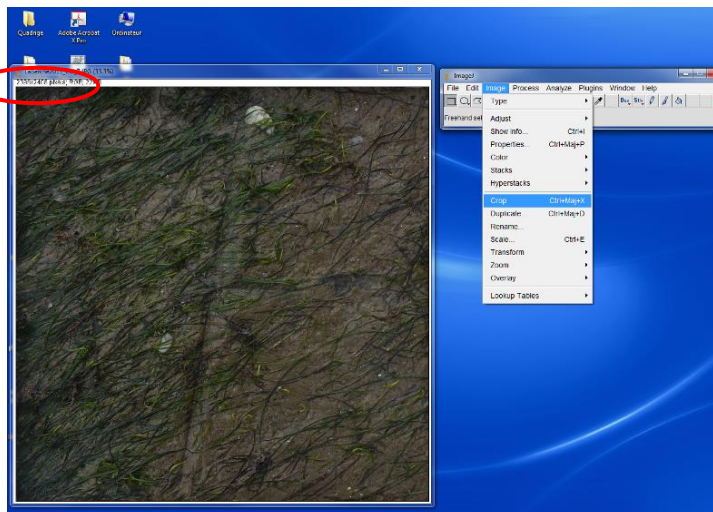 Quadrige
Adobe Acrobat
X Pro
Ordinateur
ImageJ
File Edit Image Process Analyze Plugins Window Help
Freehand sel
Type
Adjust
Show Info... Ctrl+I
Properties... Ctrl+Maj+P
Color
Stacks
Hyperstacks
Crop Ctrl+Maj+X
Duplicate Ctrl+Maj+D
Rename...
Scale... Ctrl+E
Transform
Zoom
Overlay
Lookup Tables